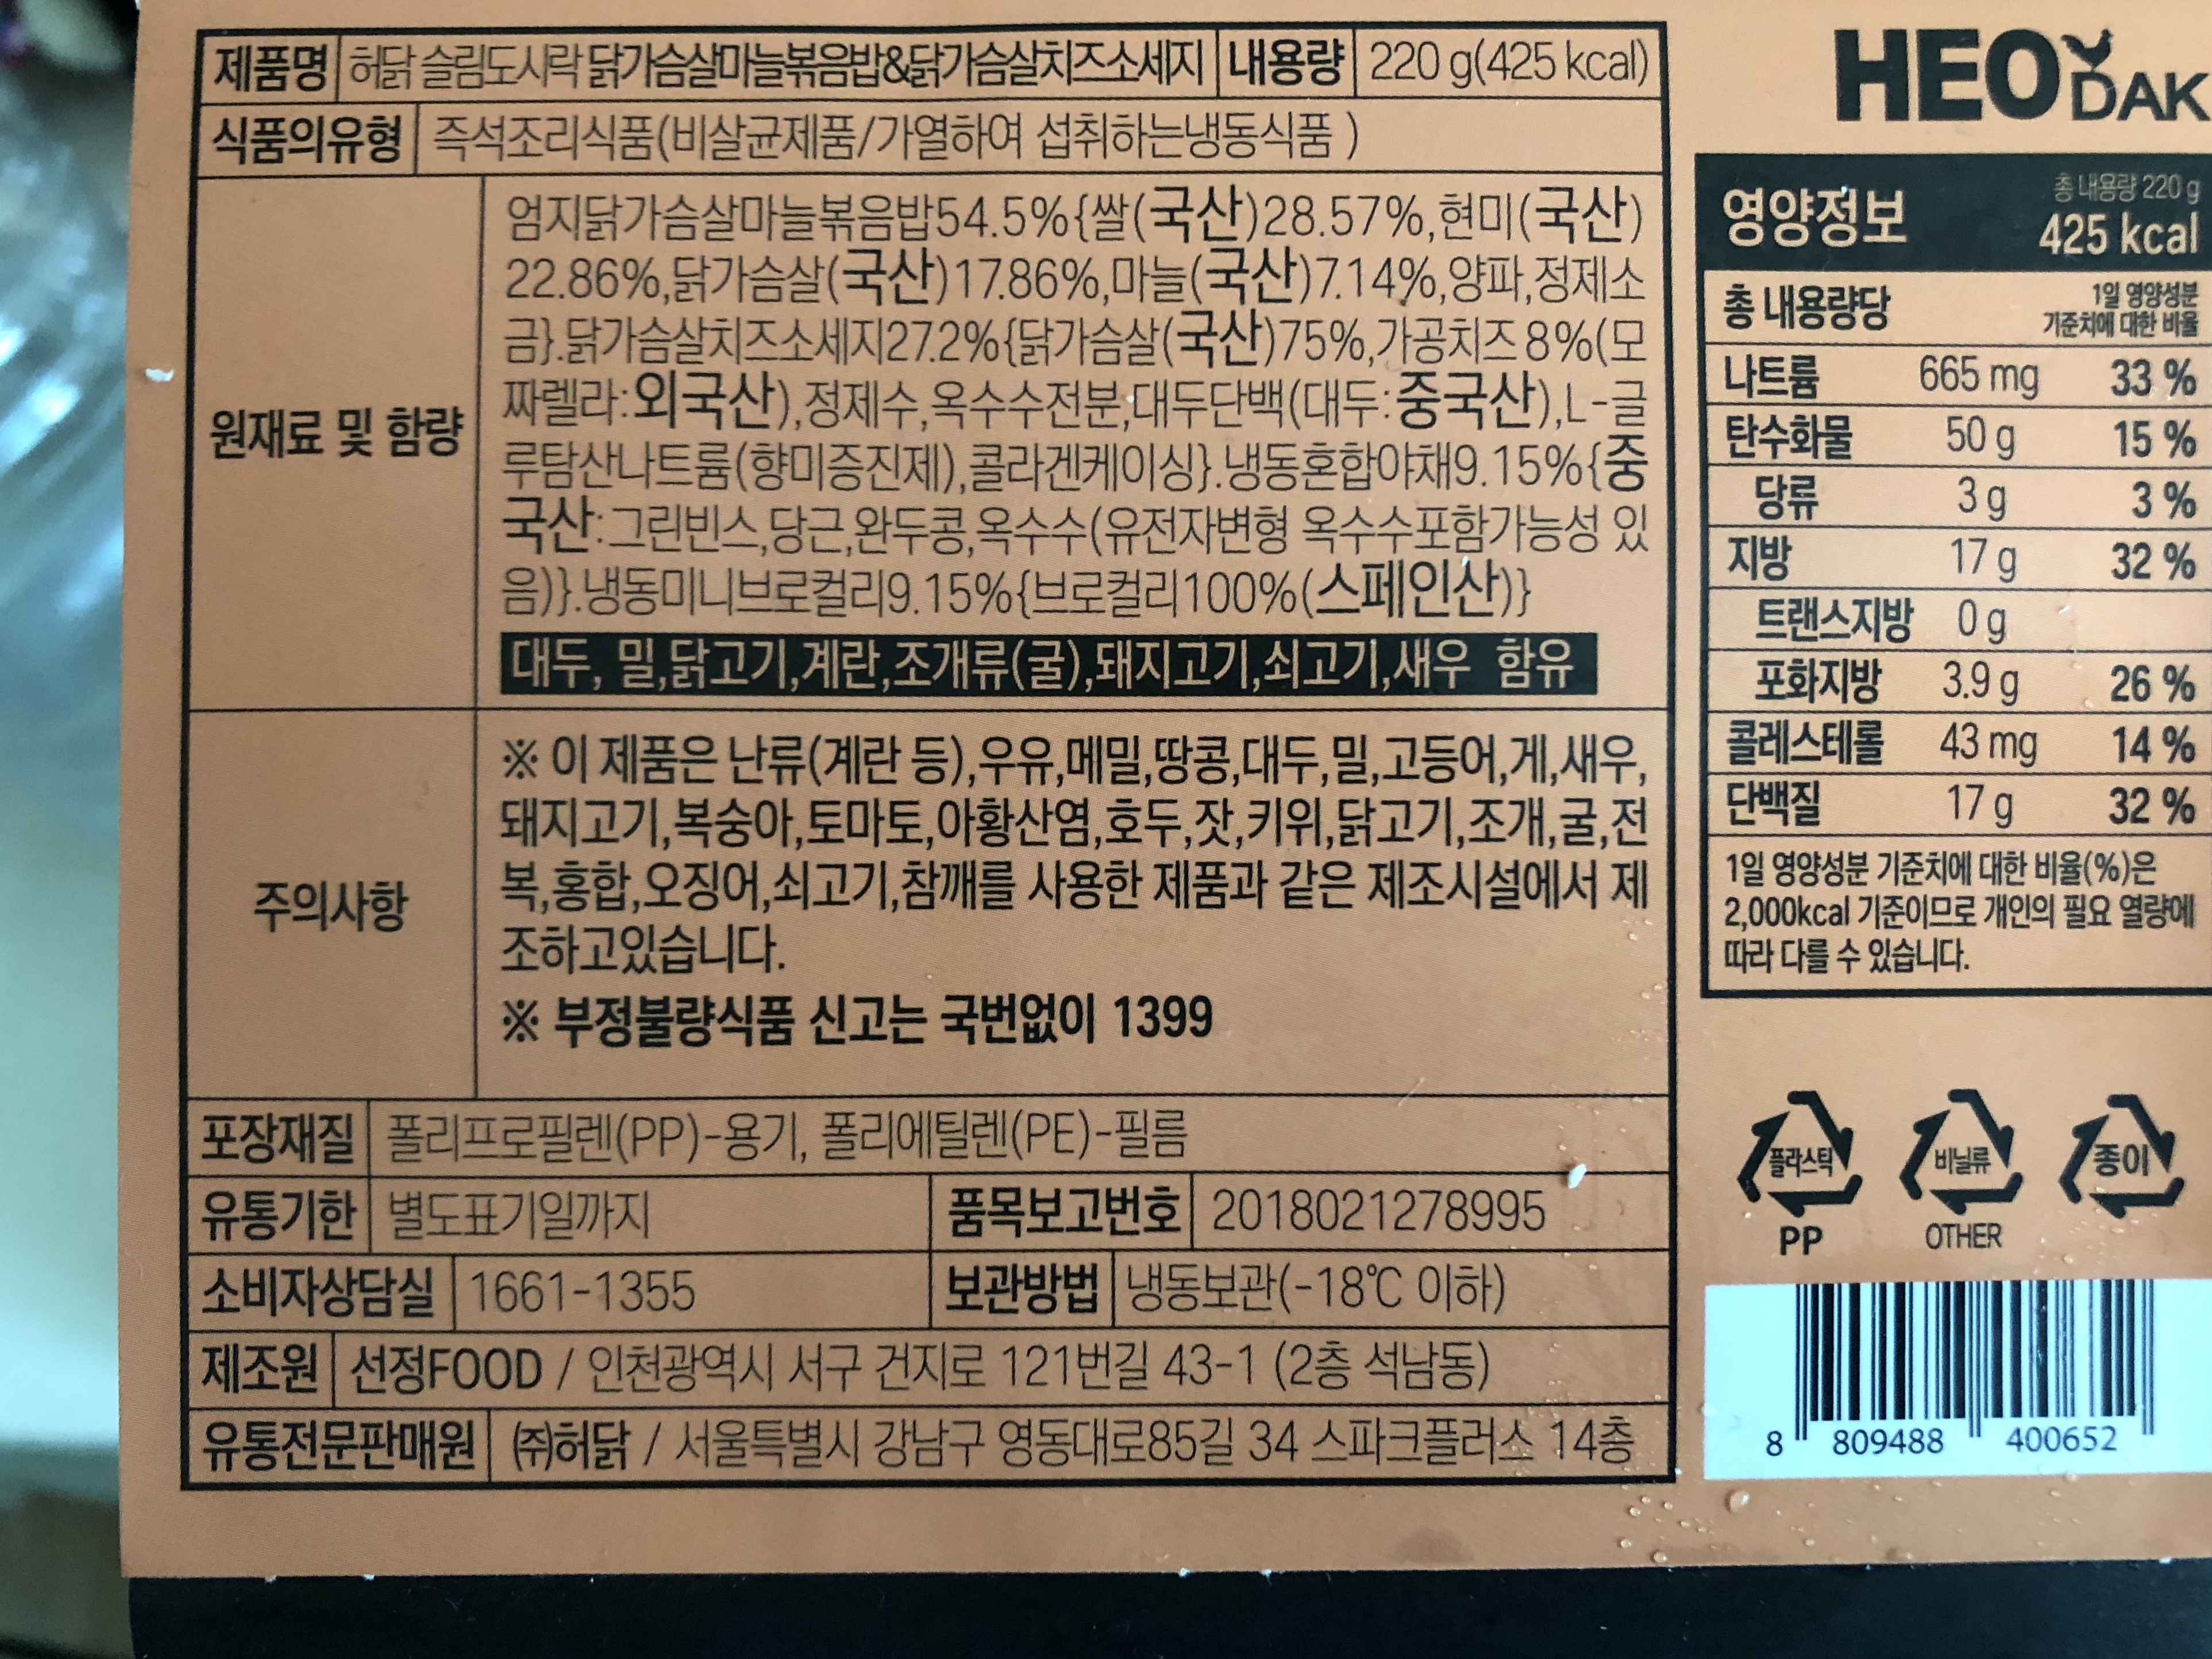 제품명 허닭 슬림도시락 닭가슴살마늘볶음밥&닭가슴살치즈소세지 내용량 220 g(425 kcal)
식품의유형 즉석조리식품(비살균제품/가열하여 섭취하는냉동식품 )
원재료 및 함량
엄지닭가슴살마늘볶음밥54.5%{쌀(국산)28.57%,현미(국산)
22.86%,닭가슴살(국산)17.86%,마늘(국산)7.14%,양파,정제소
금}.닭가슴살치즈소세지27.2%{닭가슴살(국산)75%,가공치즈8%(모
짜렐라:외국산),정제수,옥수수전분,대두단백(대두:중국산),L-글
루탐산나트륨(향미증진제),콜라겐케이싱}.냉동혼합야채9.15%{중
국산:그린빈스,당근,완두콩,옥수수(유전자변형 옥수수포함가능성 있
음)}.냉동미니브로컬리9.15%{브로컬리100%(스페인산)}
대두, 밀,닭고기,계란,조개류(굴),돼지고기,쇠고기,새우 함유
주의사항
※ 이 제품은 난류(계란 등),우유,메밀,땅콩,대두,밀,고등어,게,새우,
돼지고기,복숭아,토마토,아황산염,호두,잣,키위,닭고기,조개,굴,전
복,홍합,오징어,쇠고기,참깨를 사용한 제품과 같은 제조시설에서 제
조하고있습니다.
※ 부정불량식품 신고는 국번없이 1399
포장재질 폴리프로필렌(PP)-용기, 폴리에틸렌(PE)-필름
유통기한 별도표기일까지 품목보고번호 2018021278995
소비자상담실 1661-1355 보관방법 냉동보관(-18℃ 이하)
제조원 선정FOOD / 인천광역시 서구 건지로 121번길 43-1 (2층 석남동)
유통전문판매원 ㈜허닭 / 서울특별시 강남구 영동대로85길 34 스파크플러스 14층
HEO DAK
영양정보
총 내용량 220 g
425 kcal
총 내용량당
1일 영양성분
기준치에 대한 비율
나트륨 665 mg 33 %
탄수화물 50 g 15 %
당류 3 g 3 %
지방 17 g 32 %
트랜스지방 0 g
포화지방 3.9 g 26 %
콜레스테롤 43 mg 14 %
단백질 17 g 32 %
1일 영양성분 기준치에 대한 비율(%)은
2,000kcal 기준이므로 개인의 필요 열량에
따라 다를 수 있습니다.
플라스틱 비닐류 종이
PP OTHER
8 809488 400652